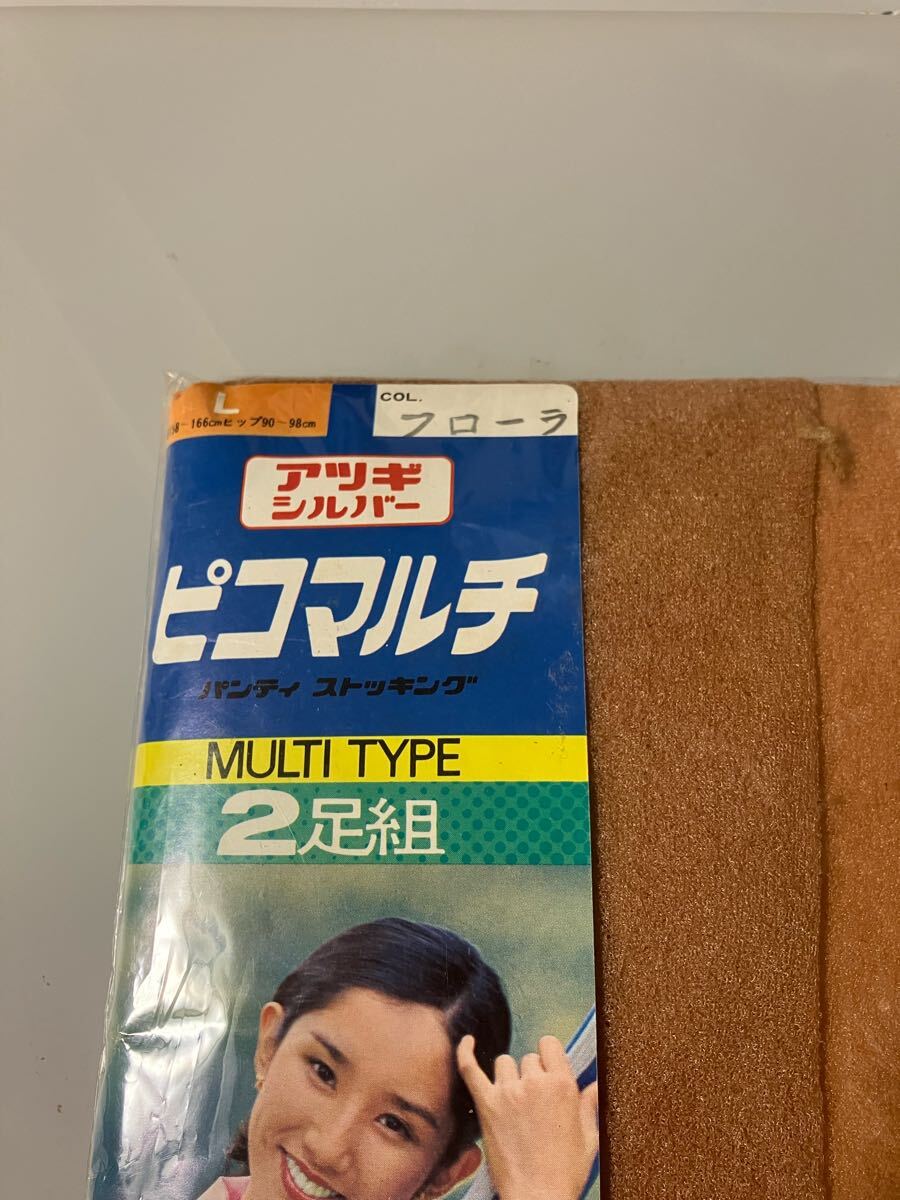 L
COL.
58~166cmヒップ90~98cm
フローラ
アツギ
シルバー
ピコマルチ
パンティ ストッキング
MULTI TYPE
2足組